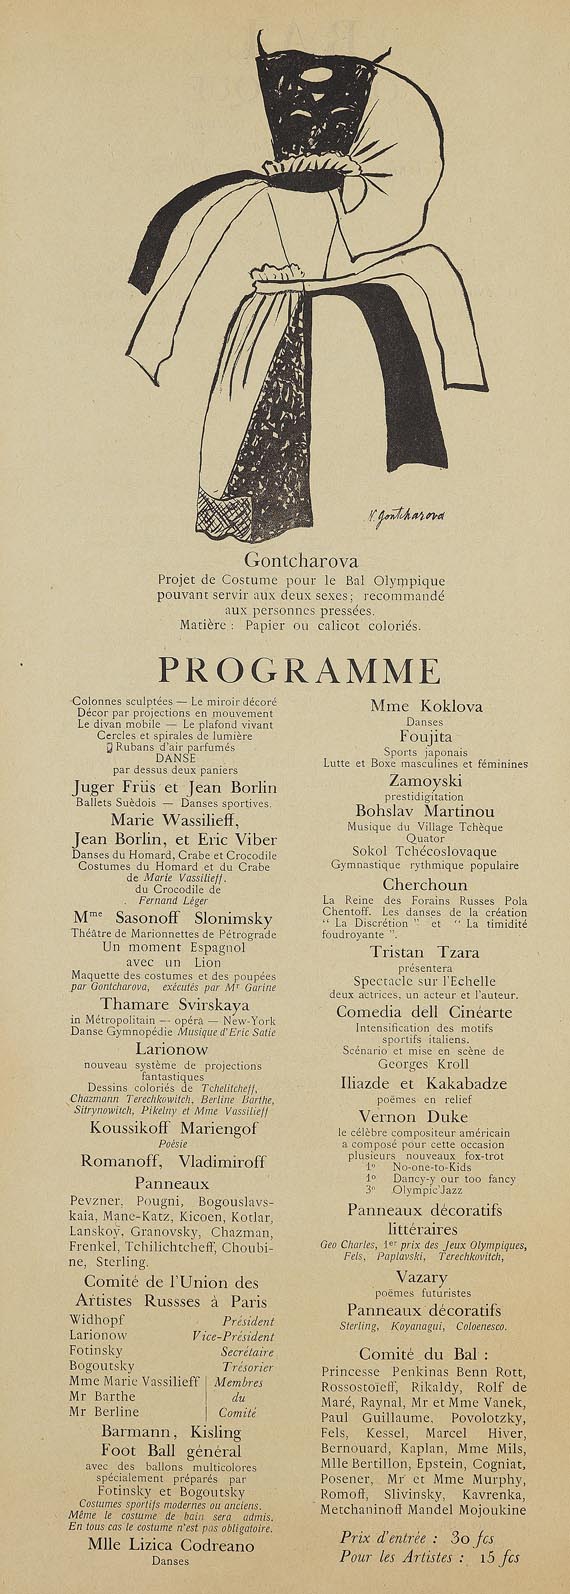 N. Gontcharova
Gontcharova
Projet de Costume pour le Bal Olympique
pouvant servir aux deux sexes; recommandé
aux personnes pressées.
Matière : Papier ou calicot coloriés.
PROGRAMME
Colonnes sculptées — Le miroir décoré
Décor par projections en mouvement
Le divan mobile — Le plafond vivant
Cercles et spirales de lumière
Rubans d'air parfumés
DANSE
par dessus deux paniers
Juger Früs et Jean Borlin
Ballets Suèdois — Danses sportives.
Marie Wassilieff,
Jean Borlin, et Eric Viber
Danses du Homard, Crabe et Crocodile
Costumes du Homard et du Crabe
de Marie Vassilieff.
du Crocodile de
Fernand Léger
Mme Sasonoff Slonimsky
Théâtre de Marionnettes de Pétrograde
Un moment Espagnol
avec un Lion
Maquette des costumes et des poupées
par Gontcharova, exécutés par Mr Garine
Thamare Svirskaya
in Métropolitain — opéra — New-York
Danse Gymnopédie Musique d'Eric Satie
Larionow
nouveau système de projections
fantastiques
Dessins coloriés de Tchelitcheff,
Chazmann Terechkowitch, Berline Barthe,
Sitrynowitch, Pikelny et Mme Vassilieff
Koussikoff Mariengof
Poésie
Romanoff, Vladimiroff
Panneaux
Pevzner, Pougni, Bogouslavs-
kaia, Mane-Katz, Kicoen, Kotlar,
Lanskoy, Granovsky, Chazman,
Frenkel, Tchilichtcheff, Choubi-
ne, Sterling.
Comité de l'Union des
Artistes Russses à Paris
Widhopf Président
Larionow Vice-Président
Fotinsky Secrétaire
Bogoutsky Trésorier
Mme Marie Vassilieff | Membres
Mr Barthe | du
Mr Berline | Comité
Barmann, Kisling
Foot Ball général
avec des ballons multicolores
spécialement préparés par
Fotinsky et Bogoutsky
Costumes sportifs modernes ou anciens.
Même le costume de bain sera admis.
En tous cas le costume n'est pas obligatoire.
Mlle Lizica Codreano
Danses
Mme Koklova
Danses
Foujita
Sports japonais
Lutte et Boxe masculines et féminines
Zamoyski
prestidigitation
Bohslav Martinou
Musique du Village Tchèque
Quator
Sokol Tchécoslovaque
Gymnastique rythmique populaire
Cherchoun
La Reine des Forains Russes Pola
Chentoff. Les danses de la création
“ La Discrétion ” et “ La timidité
foudroyante ”.
Tristan Tzara
présentera
Spectacle sur l'Echelle
deux actrices, un acteur et l'auteur.
Comedia dell Cinéarte
Intensification des motifs
sportifs italiens.
Scénario et mise en scène de
Georges Kroll
Iliazde et Kakabadze
poèmes en relief
Vernon Duke
le célèbre compositeur américain
a composé pour cette occasion
plusieurs nouveaux fox-trot
1o No-one-to-Kids
1o Dancy-y our too fancy
3o Olympic'Jazz
Panneaux décoratifs
littéraires
Geo Charles, 1er prix des Jeux Olympiques,
Fels, Paplavski, Terechkovitch,
Vazary
poémes futuristes
Panneaux décoratifs
Sterling, Koyanagui, Coloenesco.
Comité du Bal :
Princesse Penkinas Benn Rott,
Rossostoieff, Rikaldy, Rolf de
Maré, Raynal, Mr et Mme Vanek,
Paul Guillaume, Povolotzky,
Fels, Kessel, Marcel Hiver,
Bernouard, Kaplan, Mme Mils,
Mlle Bertillon, Epstein, Cogniat,
Posener, Mr et Mme Murphy,
Romoff, Slivinsky, Kavrenka,
Metchaninoff Mandel Mojoukine
Prix d'entrée : 30 fcs
Pour les Artistes : 15 fcs